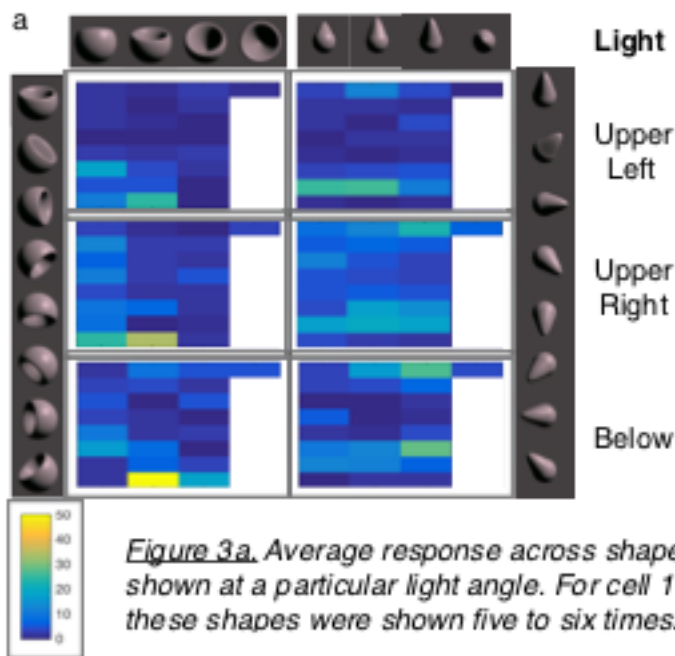 a
Light
Upper
Left
Upper
Right
Below
50
40
30
20
10
0
Figure 3a. Average response across shape
shown at a particular light angle. For cell 1
these shapes were shown five to six times.